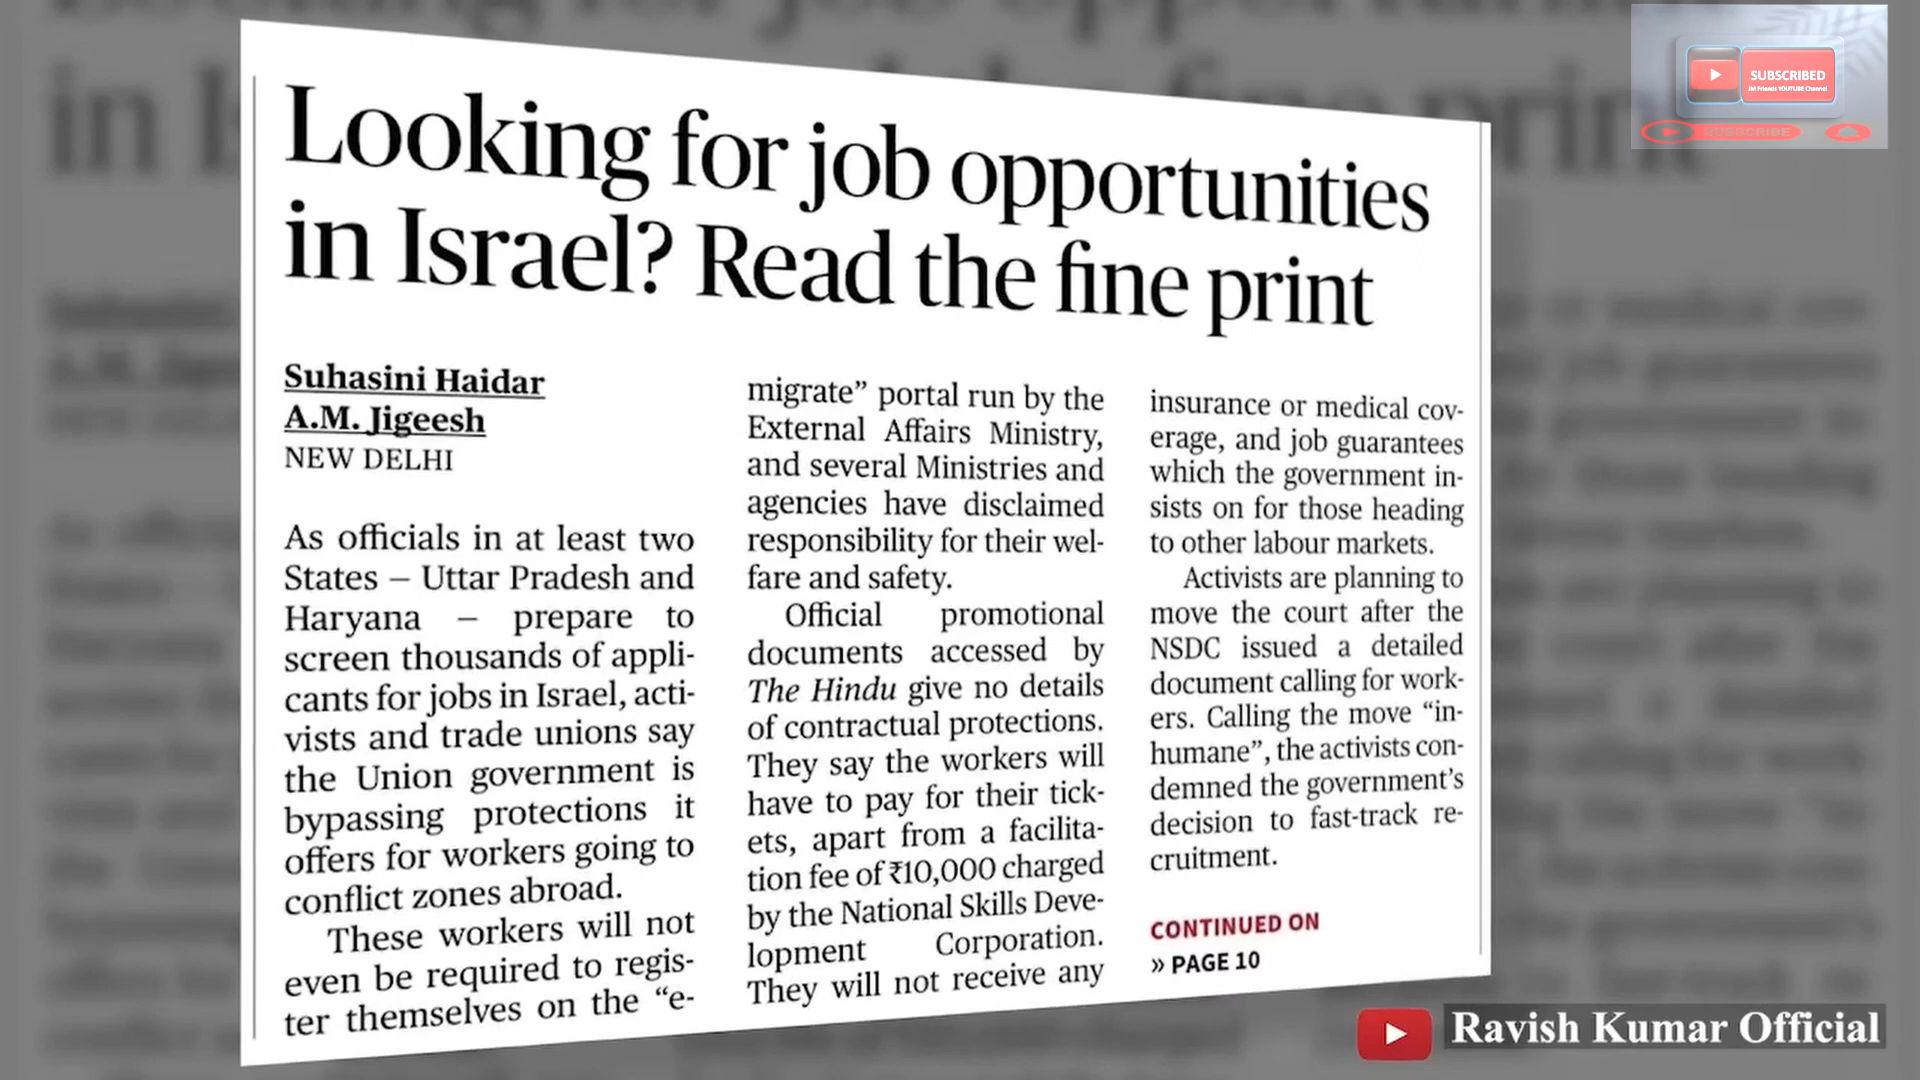 Looking for job opportunities
in Israel? Read the fine print
Suhasini Haidar
A.M. Jigeesh
NEW DELHI
As officials in at least two
States – Uttar Pradesh and
Haryana – prepare to
screen thousands of appli-
cants for jobs in Israel, acti-
vists and trade unions say
the Union government is
bypassing protections it
offers for workers going to
conflict zones abroad.
These workers will not
even be required to regis-
ter themselves on the “e-
migrate” portal run by the
External Affairs Ministry,
and several Ministries and
agencies have disclaimed
responsibility for their wel-
fare and safety.
Official promotional
documents accessed by
The Hindu give no details
of contractual protections.
They say the workers will
have to pay for their tick-
ets, apart from a facilita-
tion fee of ₹10,000 charged
by the National Skills Deve-
lopment Corporation.
They will not receive any
insurance or medical cov-
erage, and job guarantees
which the government in-
sists on for those heading
to other labour markets.
Activists are planning to
move the court after the
NSDC issued a detailed
document calling for work-
ers. Calling the move “in-
humane”, the activists con-
demned the government’s
decision to fast-track re-
cruitment.
CONTINUED ON
» PAGE 10
SUBSCRIBED
JM Friends YOUTUBE Channel
SUBSCRIBE
Ravish Kumar Official